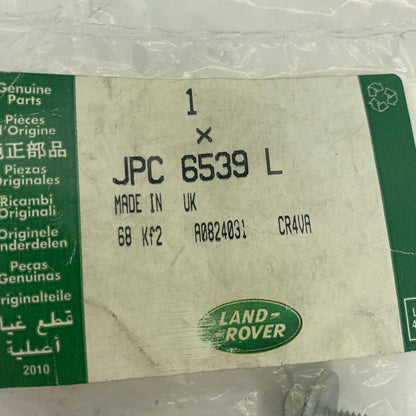 Genuine
Parts
Pièces
d'Origine
純正部品
Piezas
Originales
Ricambi
Originali
Originele
Onderdelen
Peças
Genuinas
Originalteile
قطع غيار
أصلية
2010
1
×
JPC 6539 L
MADE IN UK
68 Kf2 A0824031 CR4VA
LAND-
ROVER